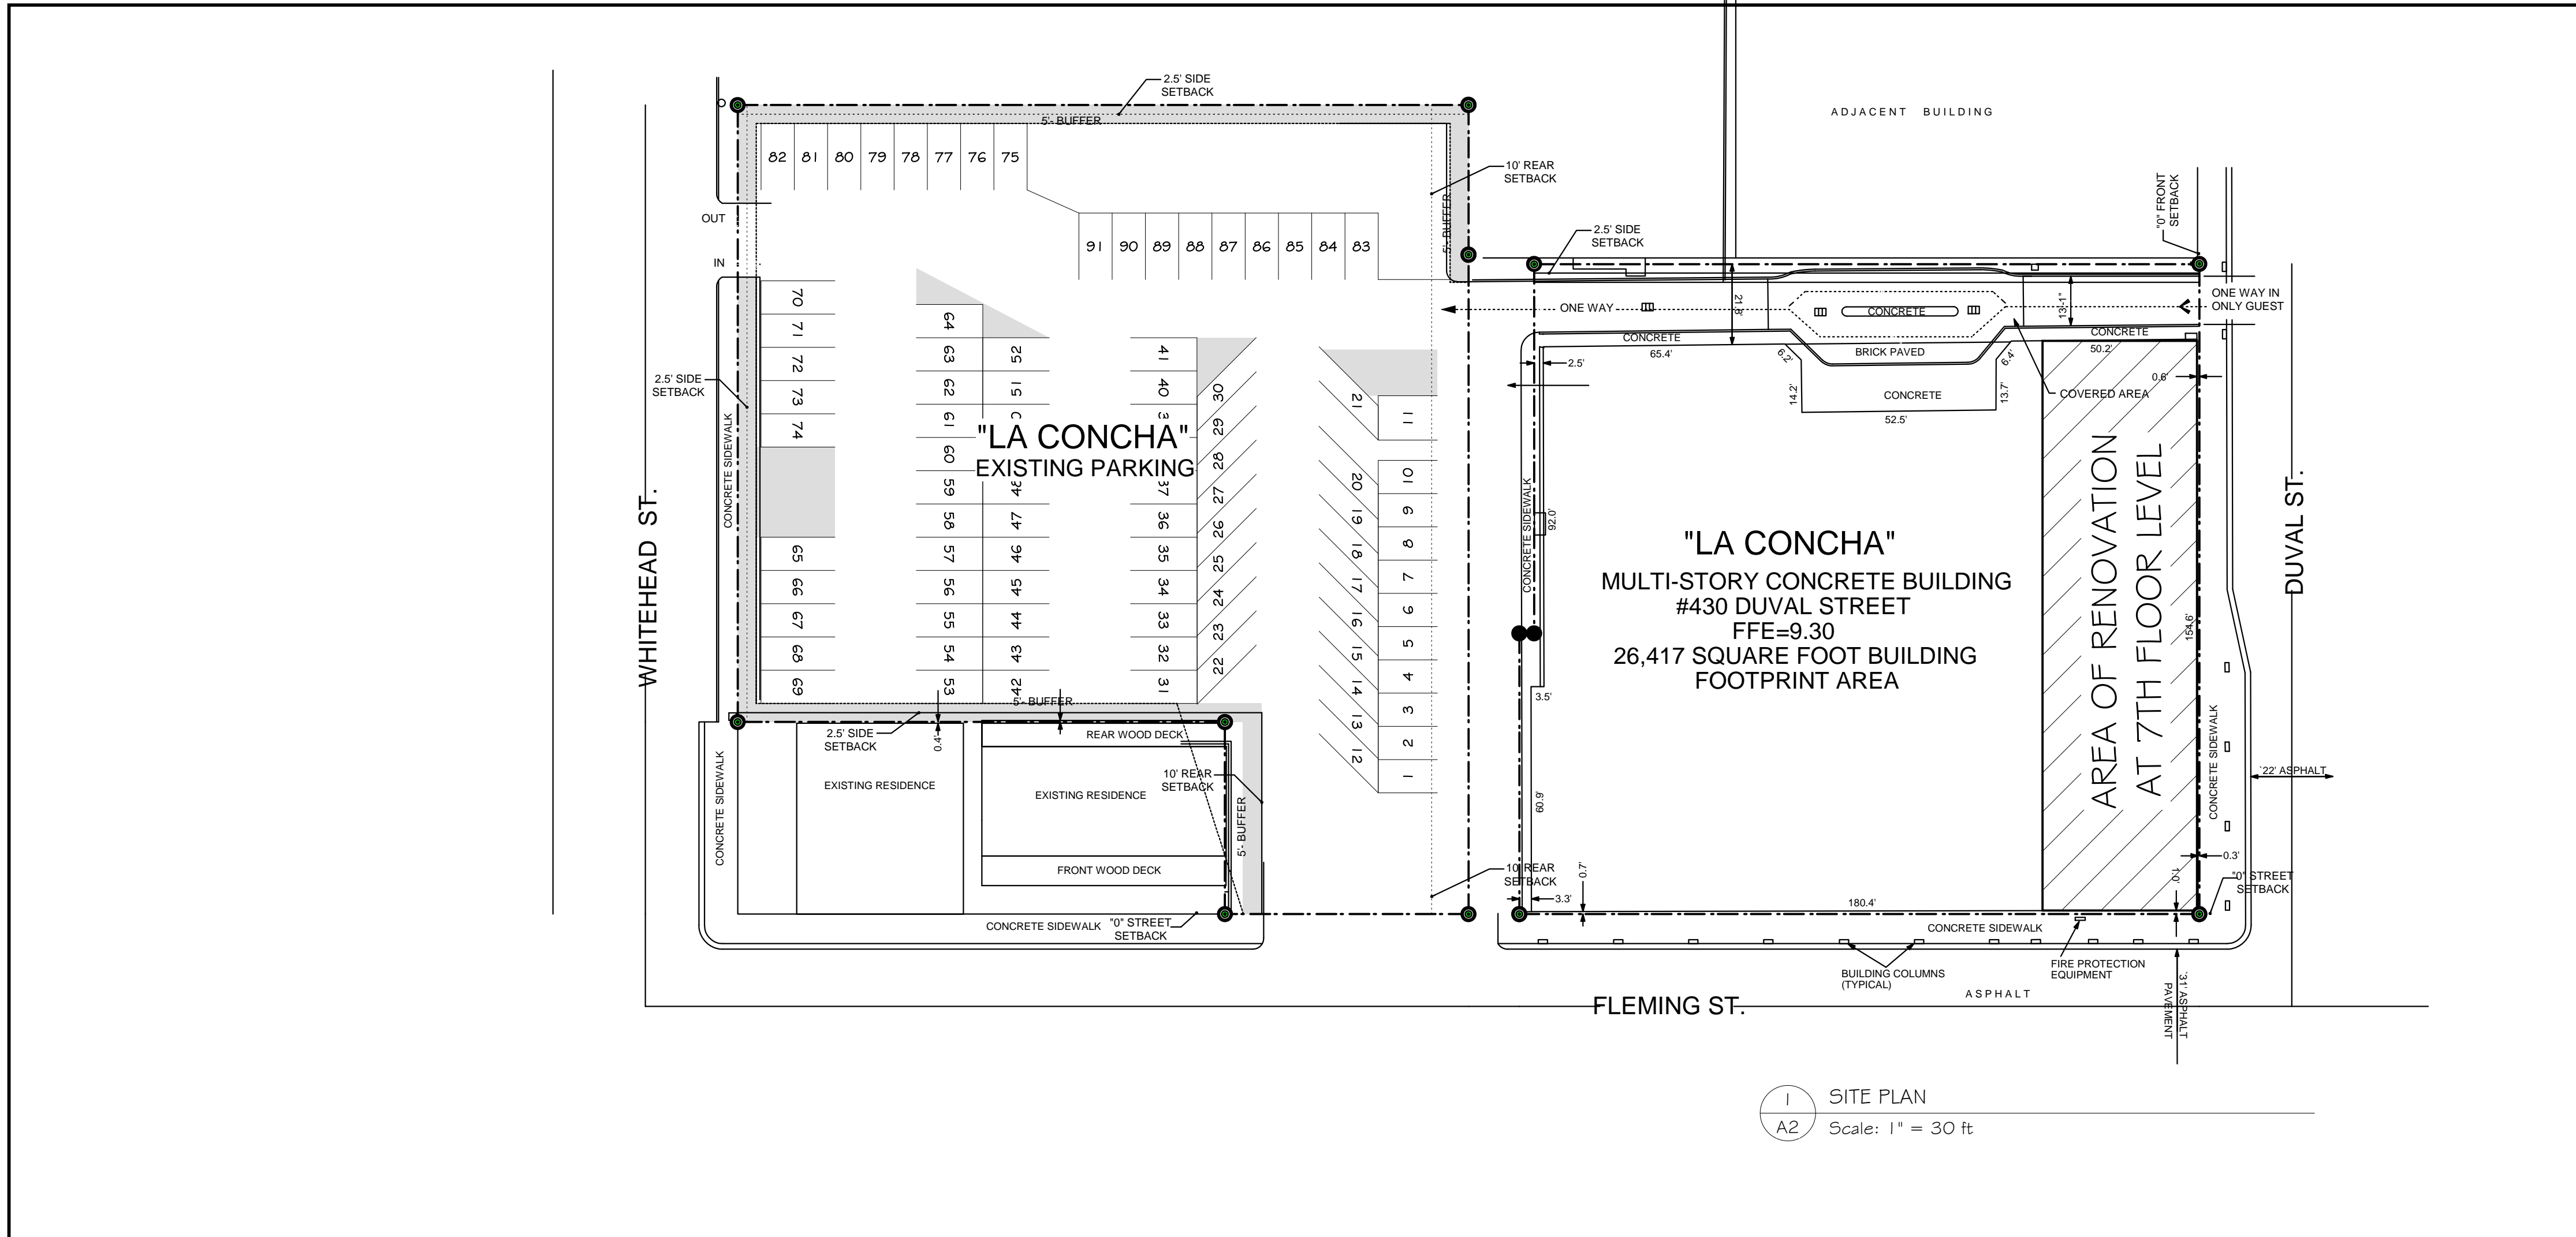 2.5' SIDE
SETBACK
5'- BUFFER
ADJACENT BUILDING
82 81 80 79 78 77 76 75
10' REAR
SETBACK
"0" FRONT
SETBACK
OUT
IN
5'- BUFFER
91 90 89 88 87 86 85 84 83
2.5' SIDE
SETBACK
ONE WAY IN
ONLY GUEST
ONE WAY
21.8'
CONCRETE
13'-1"
CONCRETE
CONCRETE
65.4'
6.2'
BRICK PAVED
6.4'
50.2'
2.5'
0.6'
14.2'
CONCRETE
13.7'
52.5'
COVERED AREA
2.5' SIDE
SETBACK
CONCRETE SIDEWALK
WHITEHEAD ST.
70
71
72
73
74
65
66
67
68
69
64
63
62
61
60
59
58
57
56
55
54
53
52
51
47
46
45
44
43
42
41
40
37
36
35
34
33
32
31
30
29
28
27
26
25
24
23
22
21
20
19
18
17
16
15
14
13
12
11
10
9
8
7
6
5
4
3
2
1
"LA CONCHA"
EXISTING PARKING
CONCRETE SIDEWALK
92.0'
3.5'
60.9'
"LA CONCHA"
MULTI-STORY CONCRETE BUILDING
#430 DUVAL STREET
FFE=9.30
26,417 SQUARE FOOT BUILDING
FOOTPRINT AREA
AREA OF RENOVATION
AT 7TH FLOOR LEVEL
154.6'
CONCRETE SIDEWALK
DUVAL ST.
`22' ASPHALT
5'- BUFFER
2.5' SIDE
SETBACK
0.4'
REAR WOOD DECK
10' REAR
SETBACK
5'- BUFFER
EXISTING RESIDENCE
EXISTING RESIDENCE
FRONT WOOD DECK
CONCRETE SIDEWALK
CONCRETE SIDEWALK
"0" STREET
SETBACK
10' REAR
SETBACK
3.3'
0.7'
180.4'
1.0'
0.3'
"0" STREET
SETBACK
CONCRETE SIDEWALK
BUILDING COLUMNS
(TYPICAL)
FIRE PROTECTION
EQUIPMENT
ASPHALT
`31' ASPHALT
PAVEMENT
FLEMING ST.
1
A2
SITE PLAN
Scale: 1" = 30 ft